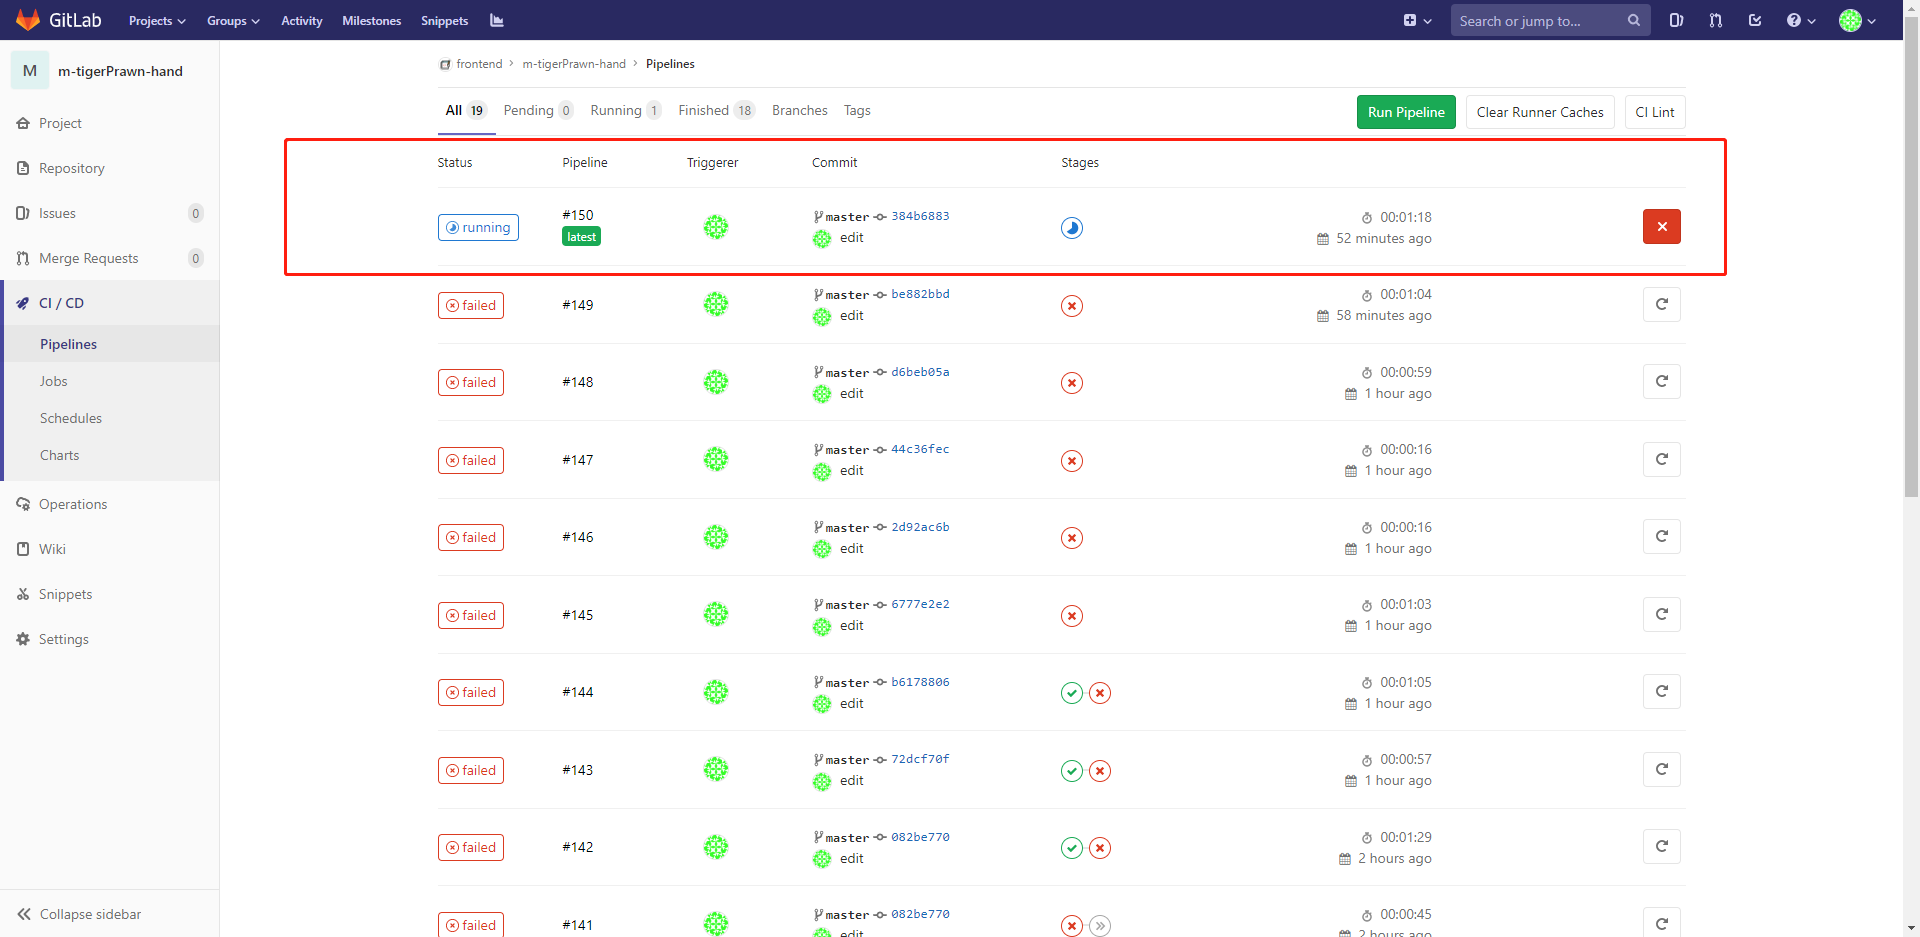 GitLab Projects Groups Activity Milestones Snippets Search or jump to...
M m-tigerPrawn-hand
Project
Repository
Issues 0
Merge Requests 0
CI / CD
Pipelines
Jobs
Schedules
Charts
Operations
Wiki
Snippets
Settings
Collapse sidebar
frontend > m-tigerPrawn-hand > Pipelines
All 19 Pending 0 Running 1 Finished 18 Branches Tags Run Pipeline Clear Runner Caches CI Lint
Status Pipeline Triggerer Commit Stages
running #150 latest master 384b6883 edit 00:01:18 52 minutes ago
failed #149 master be882bbd edit 00:01:04 58 minutes ago
failed #148 master d6beb05a edit 00:00:59 1 hour ago
failed #147 master 44c36fec edit 00:00:16 1 hour ago
failed #146 master 2d92ac6b edit 00:00:16 1 hour ago
failed #145 master 6777e2e2 edit 00:01:03 1 hour ago
failed #144 master b6178806 edit 00:01:05 1 hour ago
failed #143 master 72dcf70f edit 00:00:57 1 hour ago
failed #142 master 082be770 edit 00:01:29 2 hours ago
failed #141 master 082be770 edit 00:00:45 2 hours ago